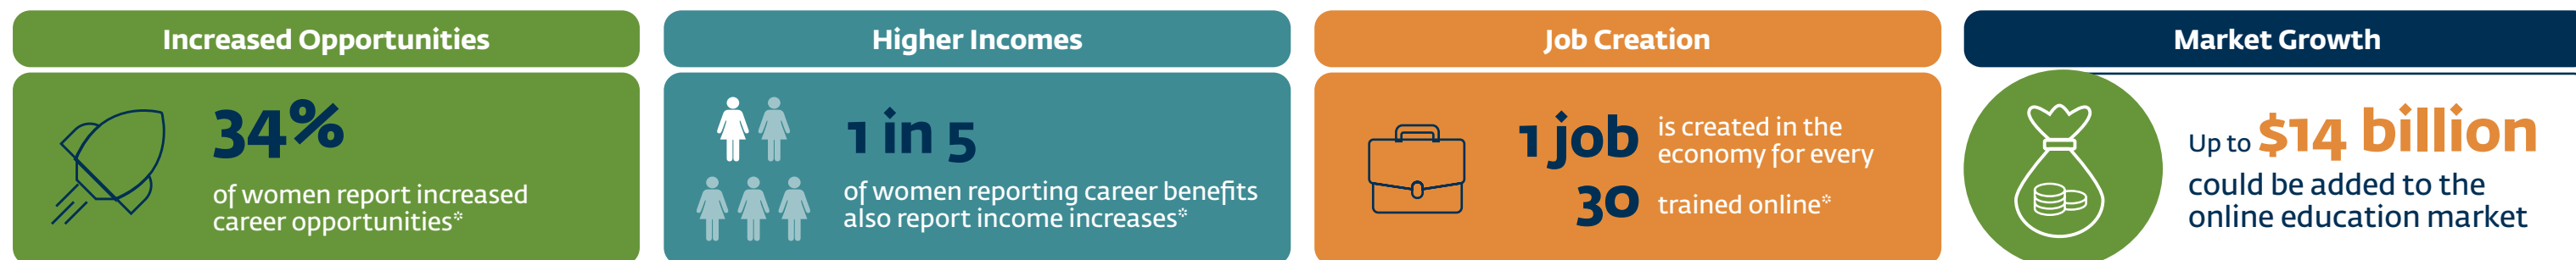 Increased Opportunities
34%
of women report increased
career opportunities*
Higher Incomes
1 in 5
of women reporting career benefits
also report income increases*
Job Creation
1 job is created in the
economy for every
30 trained online*
Market Growth
Up to $14 billion
could be added to the
online education market